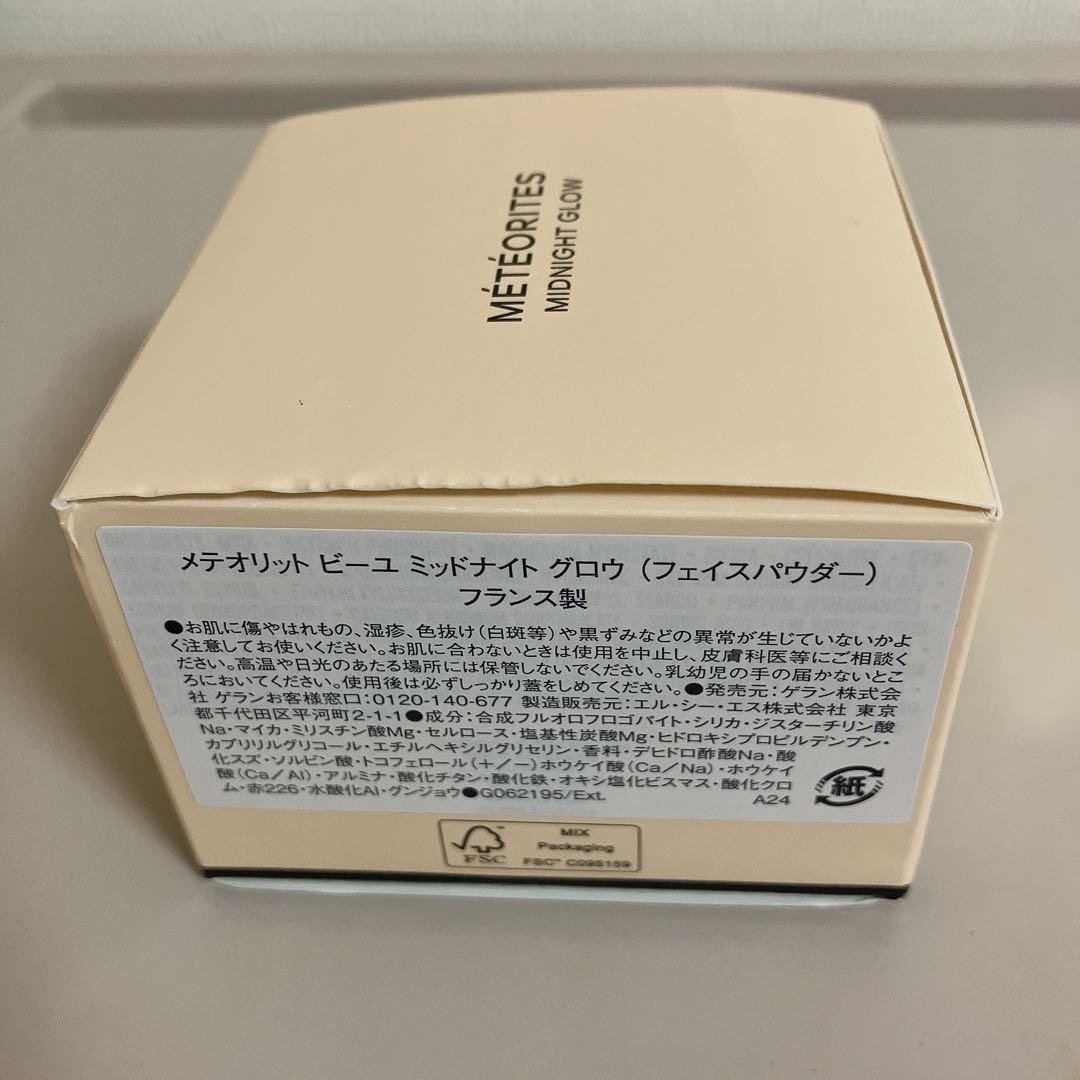 MÉTÉORITES
MIDNIGHT GLOW
メテオリット ビーユ ミッドナイト グロウ（フェイスパウダー）
フランス製
●お肌に傷やはれもの、湿疹、色抜け（白斑等）や黒ずみなどの異常が生じていないかよ
く注意してお使いください。お肌に合わないときは使用を中止し、皮膚科医等にご相談く
ださい。高温や日光のあたる場所には保管しないでください。乳幼児の手の届かないとこ
ろにおいてください。使用後は必ずしっかり蓋をしめてください。●発売元：ゲラン株式会
社 ゲランお客様窓口：0120-140-677 製造販売元：エル・シー・エス株式会社 東京
都千代田区平河町2-1-1●成分：合成フルオロフロゴパイト・シリカ・ジステアリン酸
Na・マイカ・ミリスチン酸Mg・セルロース・塩基性炭酸Mg・ヒドロキシプロピルデンプン・
カプリリルグリコール・エチルヘキシルグリセリン・香料・デヒドロ酢酸Na・酸
化スズ・ソルビン酸・トコフェロール（＋/－）ホウケイ酸（Ca/Na）・ホウケイ
酸（Ca/Al）・アルミナ・酸化チタン・酸化鉄・オキシ塩化ビスマス・酸化クロ
ム・赤226・水酸化Al・グンジョウ●G062195/Ext.
A24
紙
FSC
MIX
Packaging
FSC™ C095159